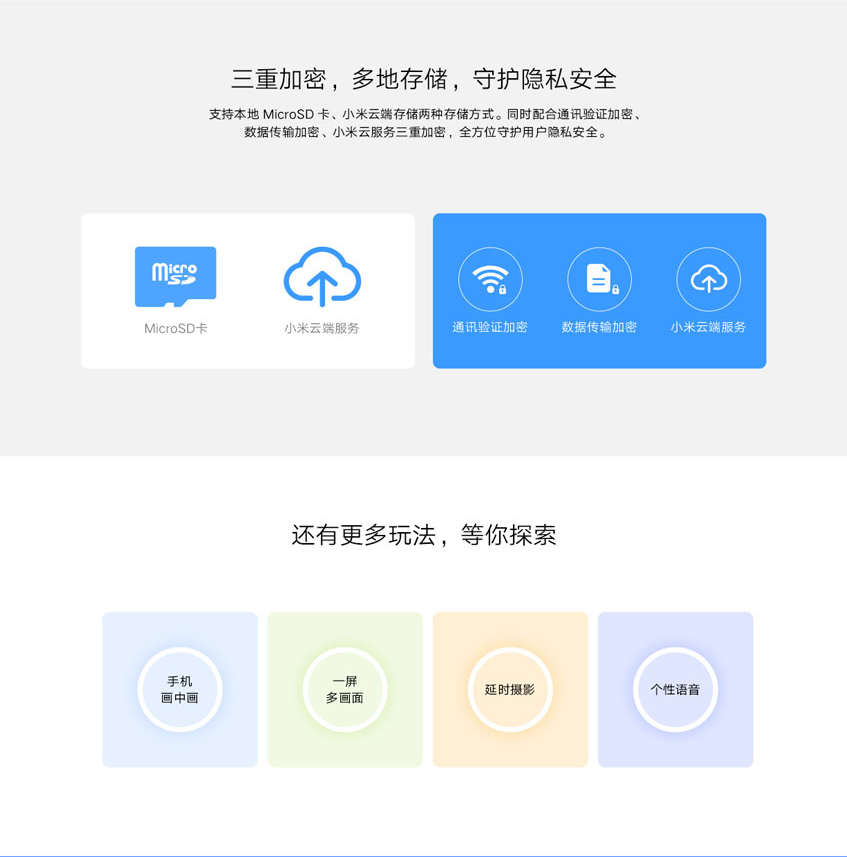 三重加密，多地存储，守护隐私安全
支持本地 MicroSD 卡、小米云端存储两种存储方式。同时配合通讯验证加密、
数据传输加密、小米云服务三重加密，全方位守护用户隐私安全。
Micro
SD
MicroSD卡
小米云端服务
通讯验证加密
数据传输加密
小米云端服务
还有更多玩法，等你探索
手机
画中画
一屏
多画面
延时摄影
个性语音